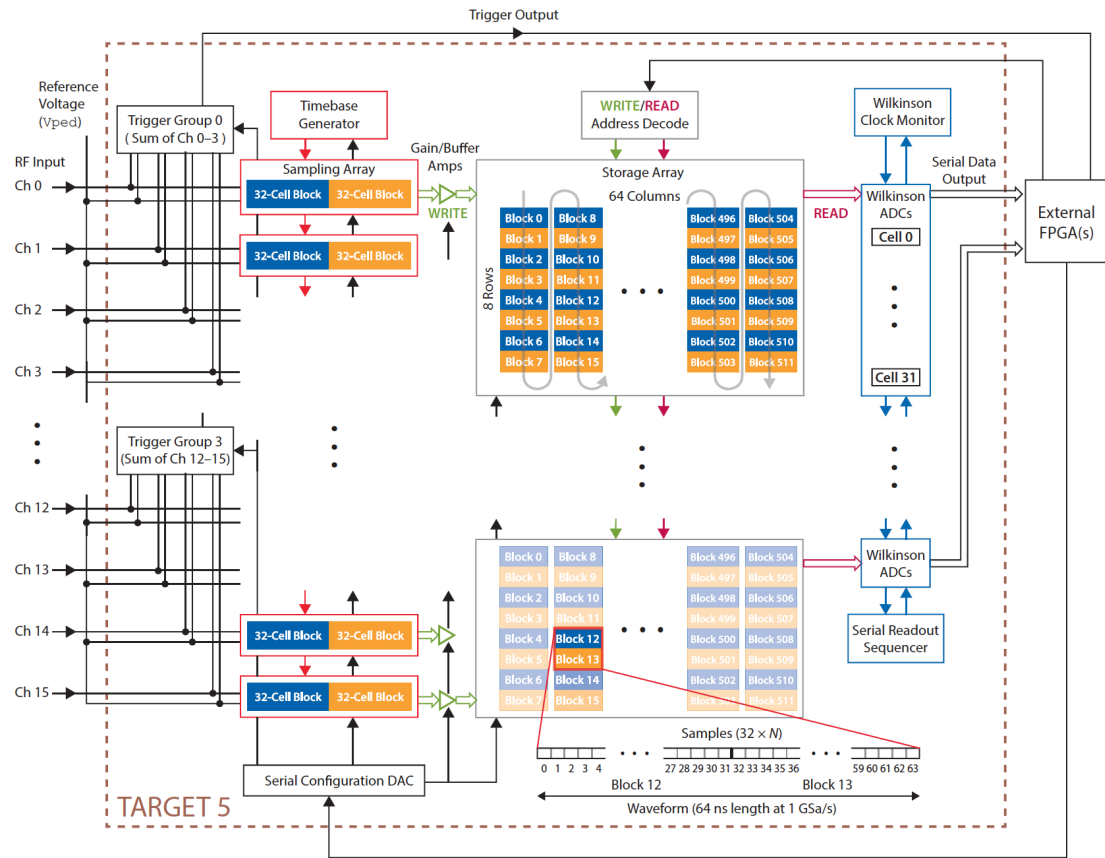 Trigger Output
Reference
Voltage
(Vped)
RF Input
Trigger Group 0
( Sum of Ch 0–3 )
Timebase
Generator
Gain/Buffer
Amps
WRITE/READ
Address Decode
Wilkinson
Clock Monitor
Serial Data
Output
External
FPGA(s)
Ch 0
Ch 1
Ch 2
Ch 3
Sampling Array
32-Cell Block 32-Cell Block
32-Cell Block 32-Cell Block
WRITE
Storage Array
64 Columns
8 Rows
Block 0 Block 8 Block 496 Block 504
Block 1 Block 9 Block 497 Block 505
Block 2 Block 10 Block 498 Block 506
Block 3 Block 11 Block 499 Block 507
Block 4 Block 12 Block 500 Block 508
Block 5 Block 13 Block 501 Block 509
Block 6 Block 14 Block 502 Block 510
Block 7 Block 15 Block 503 Block 511
READ
Wilkinson
ADCs
Cell 0
Cell 31
Trigger Group 3
(Sum of Ch 12–15)
Ch 12
Ch 13
Ch 14
Ch 15
32-Cell Block 32-Cell Block
32-Cell Block 32-Cell Block
Block 0 Block 8 Block 496 Block 504
Block 1 Block 9 Block 497 Block 505
Block 2 Block 10 Block 498 Block 506
Block 3 Block 11 Block 499 Block 507
Block 4 Block 12 Block 500 Block 508
Block 5 Block 13 Block 501 Block 509
Block 6 Block 14 Block 502 Block 510
Block 7 Block 15
Wilkinson
ADCs
Serial Readout
Sequencer
Samples (32 × N)
0 1 2 3 4 27 28 29 30 31 32 33 34 35 36 59 60 61 62 63
Block 12 Block 13
Waveform (64 ns length at 1 GSa/s)
Serial Configuration DAC
TARGET 5